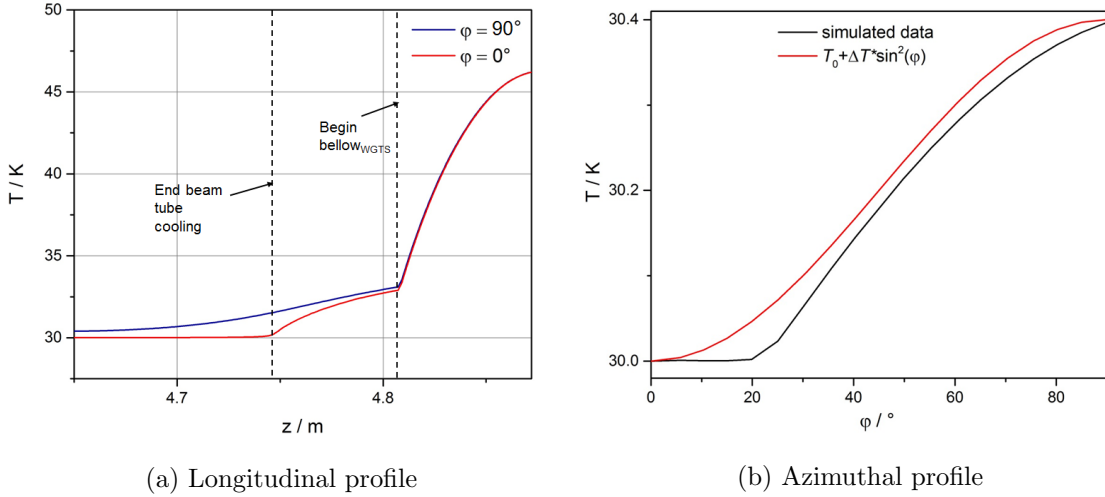 50
45
40
35
30
T / K
φ = 90°
φ = 0°
Begin
bellow_WGTS
End beam
tube
cooling
4.7
4.8
z / m
(a) Longitudinal profile
30.4
30.2
30.0
T / K
simulated data
T₀+ΔT*sin²(φ)
0
20
40
60
80
φ / °
(b) Azimuthal profile